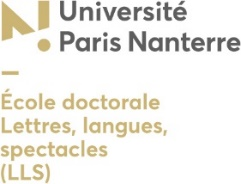 Université
Paris Nanterre
École doctorale
Lettres, langues,
spectacles
(LLS)